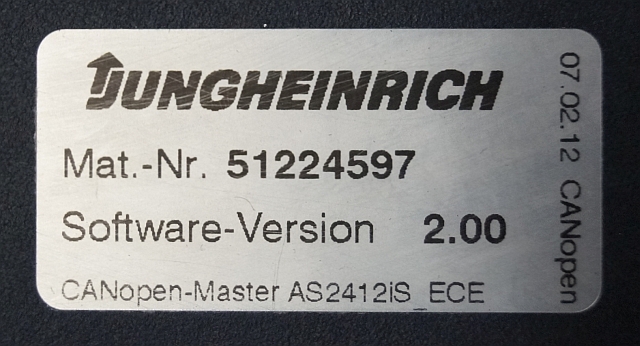 JUNGHEINRICH
Mat.-Nr. 51224597
Software-Version 2.00
CANopen-Master AS2412iS_ECE
07.02.12 CANopen